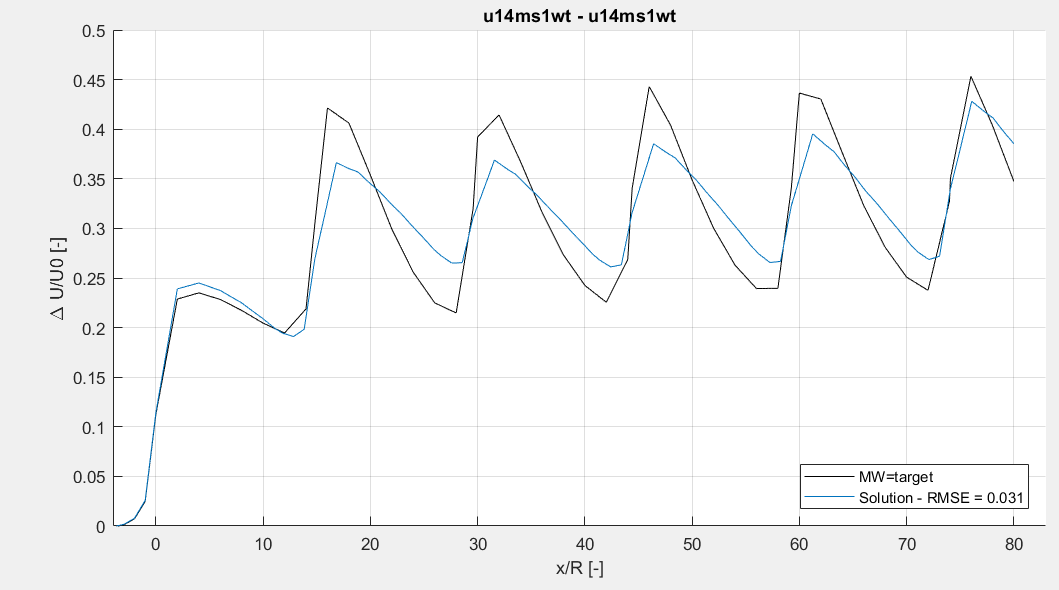 u14ms1wt - u14ms1wt
0.5
0.45
0.4
0.35
0.3
0.25
0.2
0.15
0.1
0.05
0
Δ U/U0 [-]
MW=target
Solution - RMSE = 0.031
0 10 20 30 40 50 60 70 80
x/R [-]